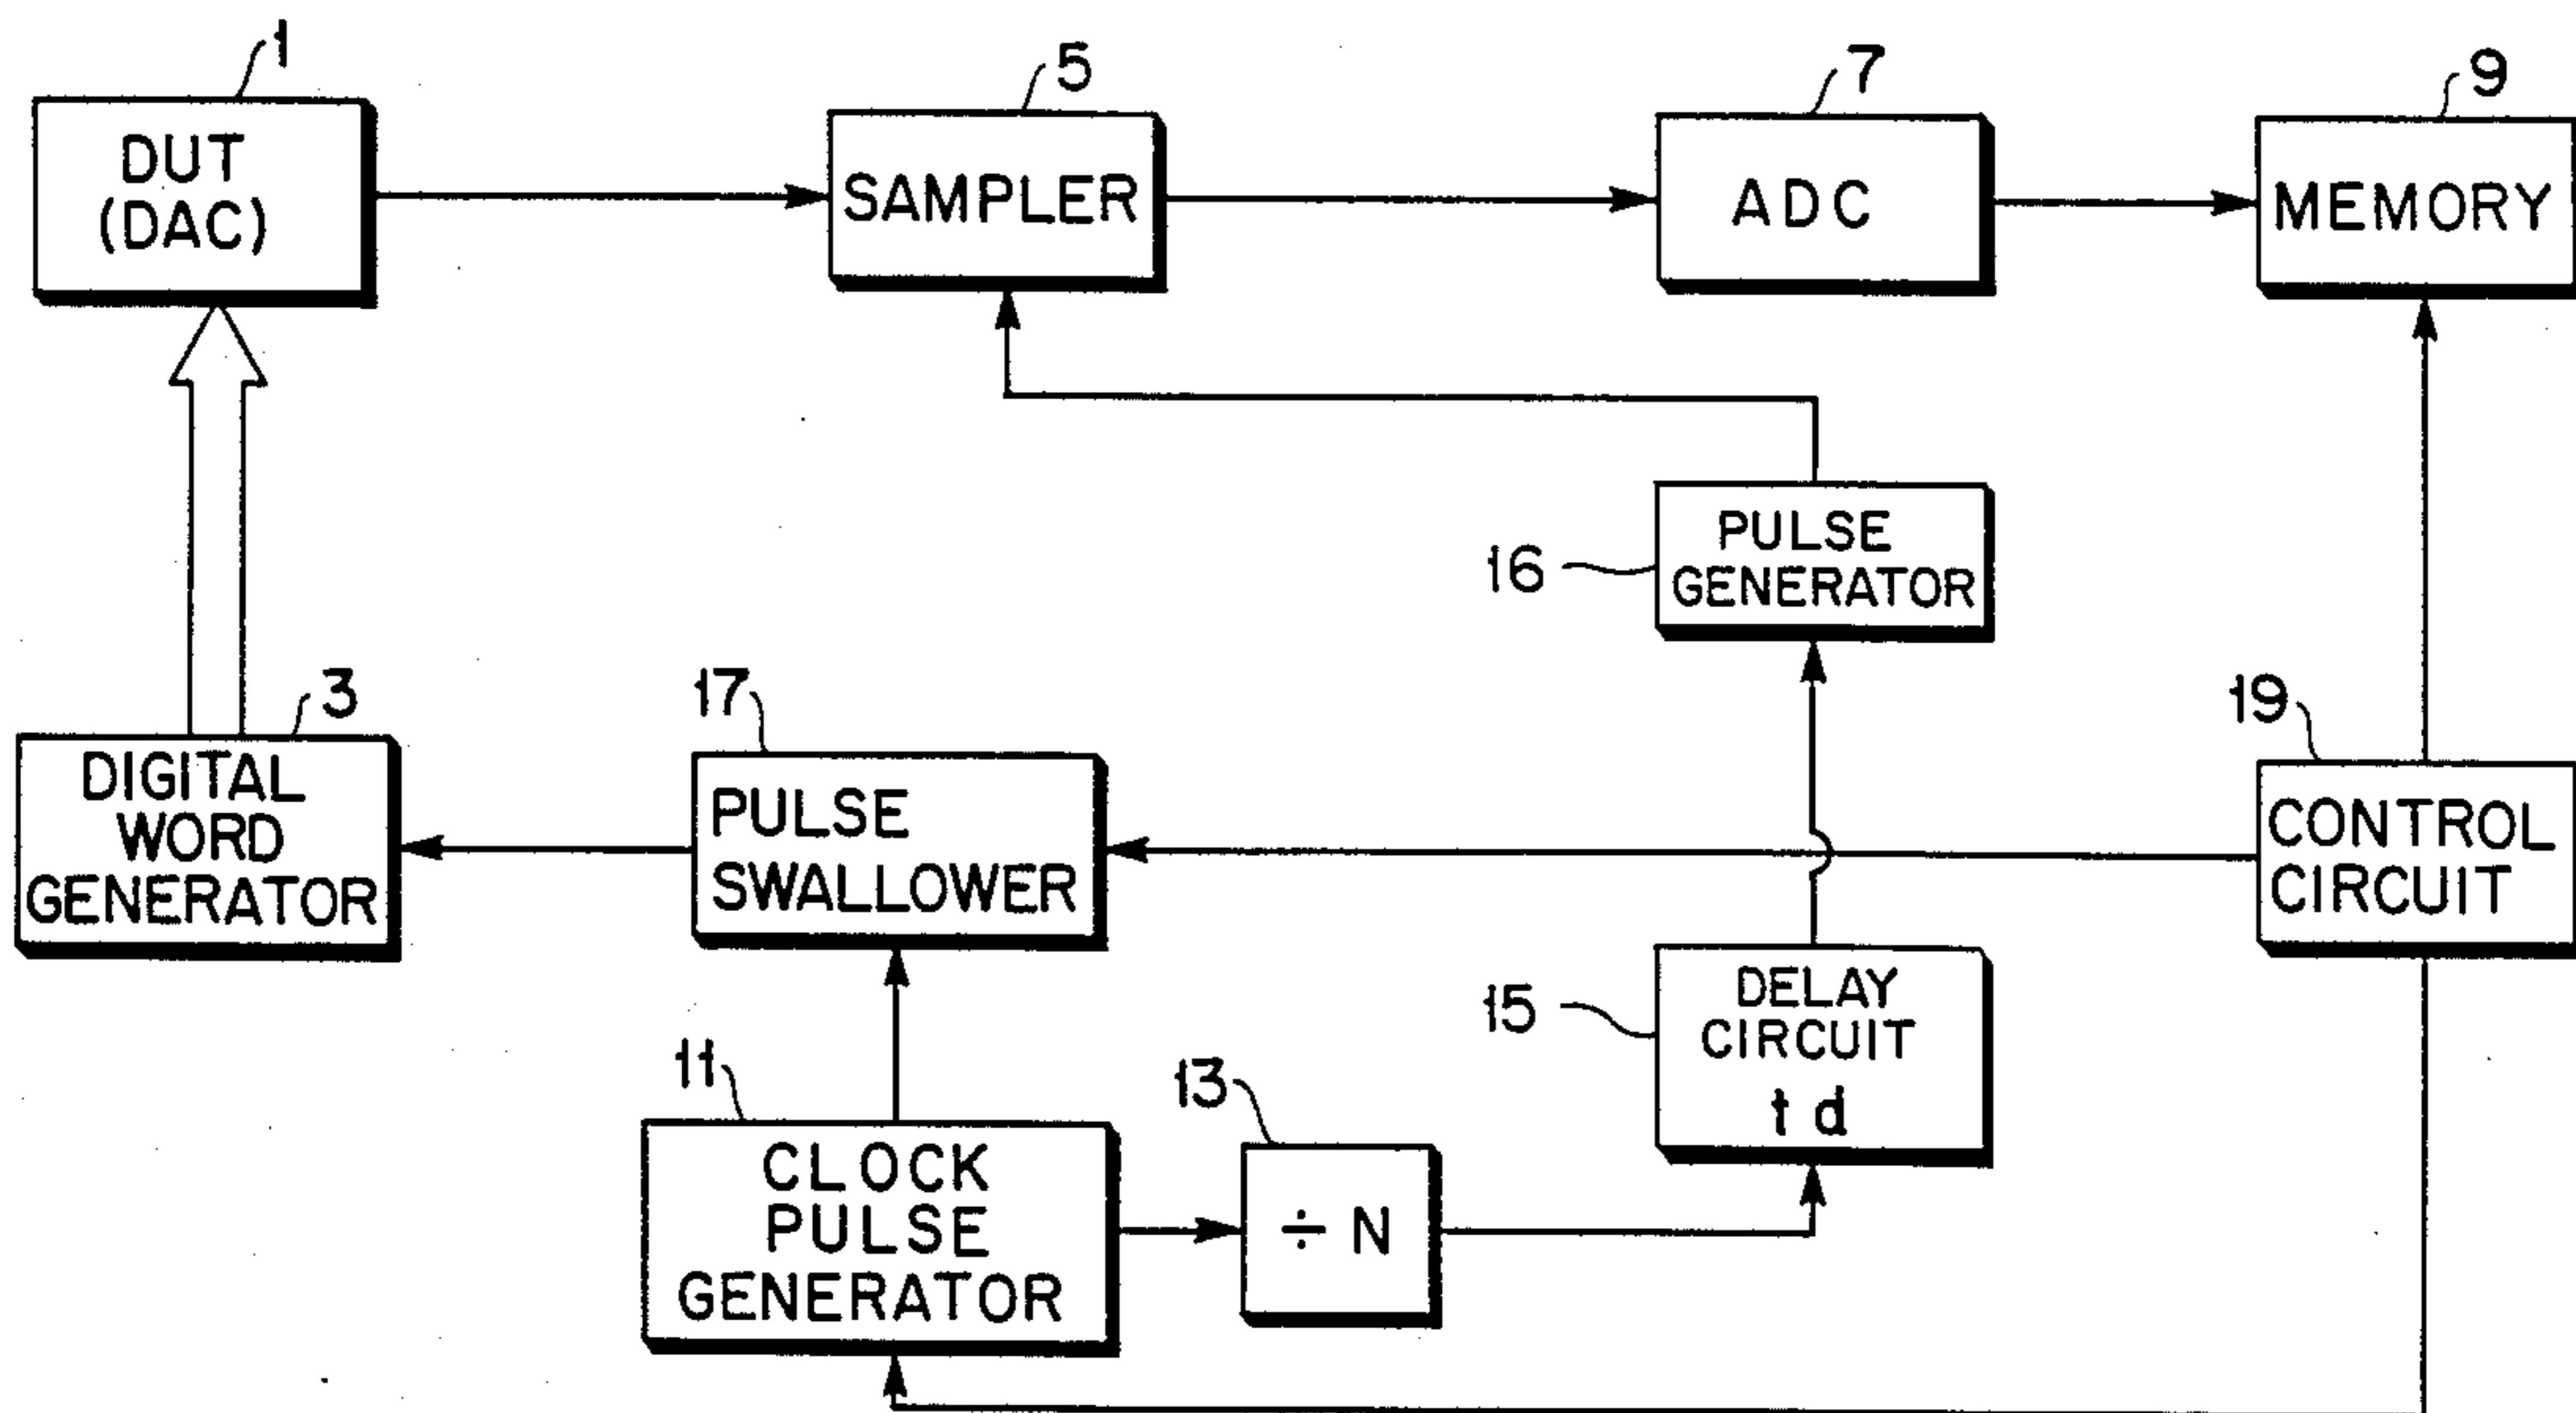 1
DUT
(DAC)
5
SAMPLER
7
ADC
9
MEMORY
16
PULSE
GENERATOR
3
DIGITAL
WORD
GENERATOR
17
PULSE
SWALLOWER
19
CONTROL
CIRCUIT
15
DELAY
CIRCUIT
td
11
CLOCK
PULSE
GENERATOR
13
÷ N